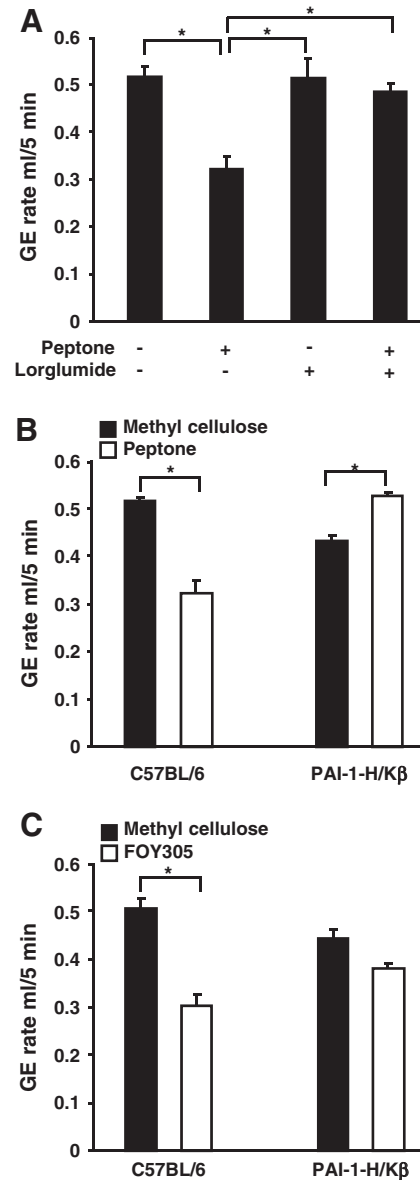 A
* * *
GE rate ml/5 min
0.6
0.5
0.4
0.3
0.2
0.1
0
Peptone - + - +
Lorglumide - - + +
B
Methyl cellulose
Peptone
* *
GE rate ml/5 min
0.6
0.5
0.4
0.3
0.2
0.1
0
C57BL/6 PAI-1-H/Kβ
C
Methyl cellulose
FOY305
*
GE rate ml/5 min
0.6
0.5
0.4
0.3
0.2
0.1
0
C57BL/6 PAI-1-H/Kβ